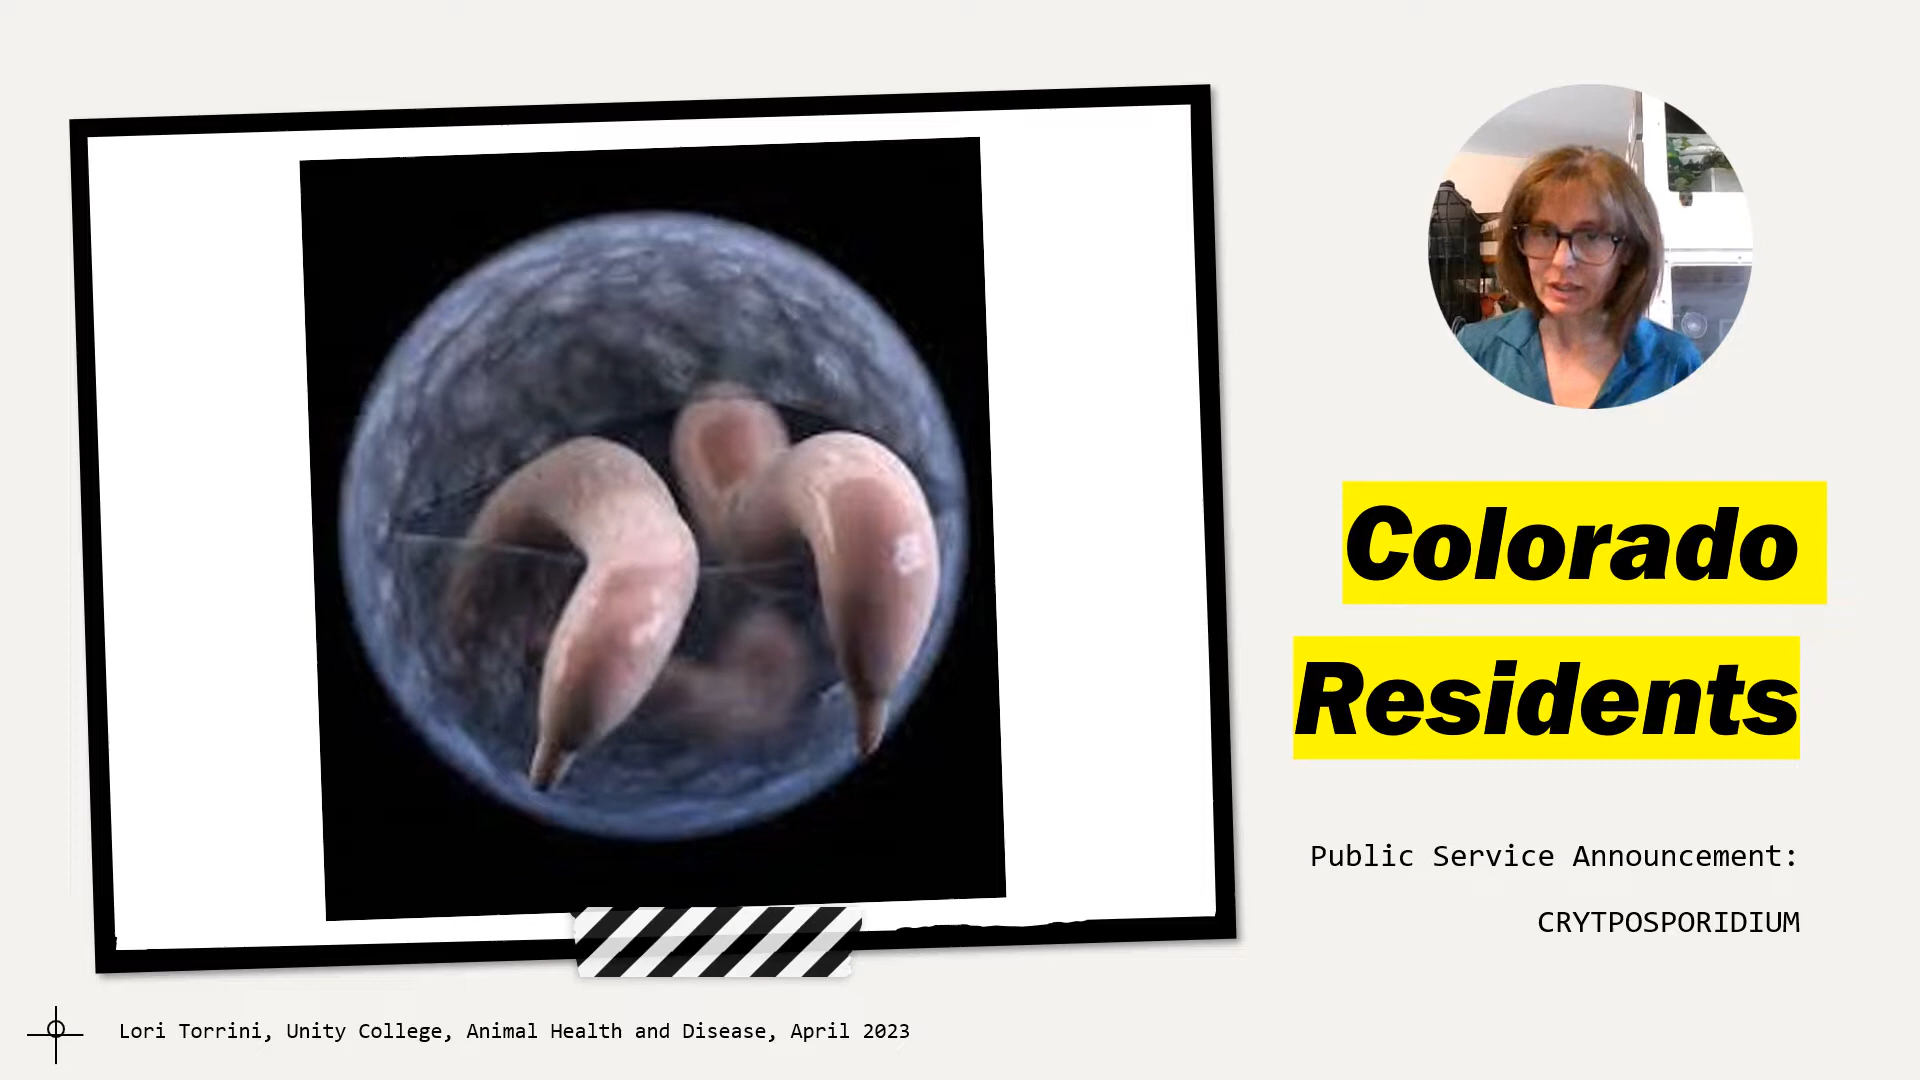 Colorado
Residents
Public Service Announcement:
CRYTPOSPORIDIUM
Lori Torrini, Unity College, Animal Health and Disease, April 2023